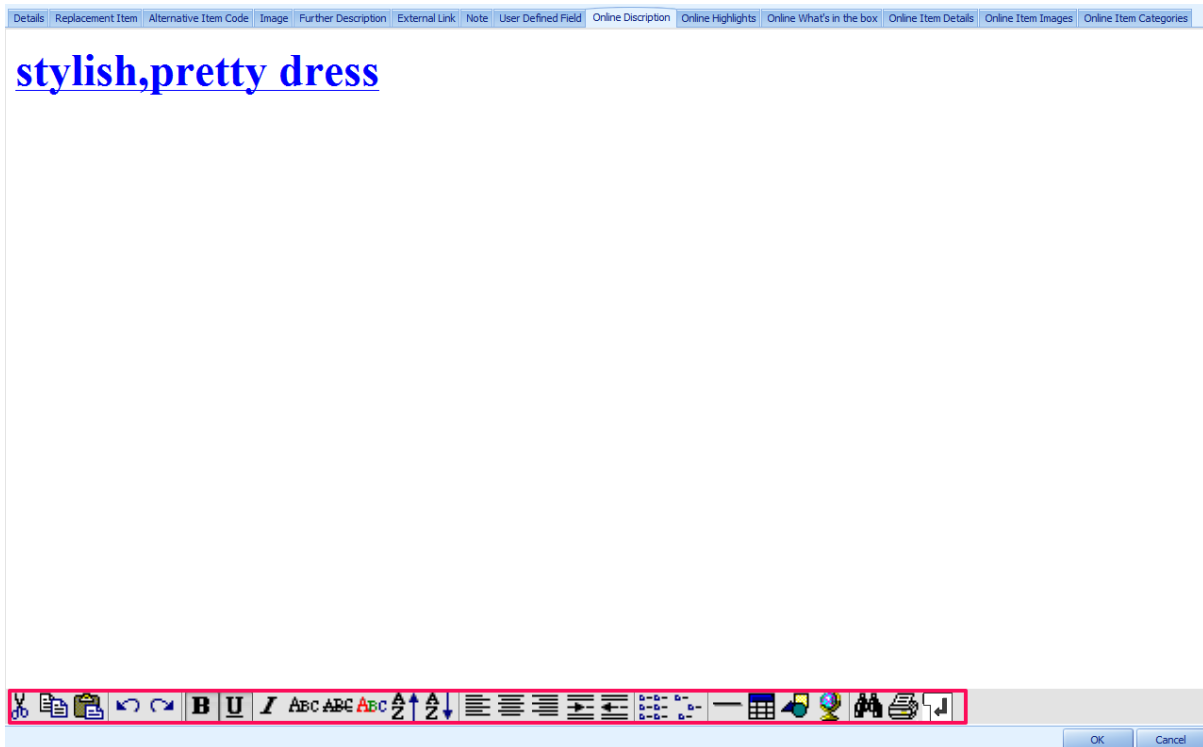 Details Replacement Item Alternative Item Code Image Further Description External Link Note User Defined Field Online Discription Online Highlights Online What's in the box Online Item Details Online Item Images Online Item Categories
stylish,pretty dress
B U I ABC ABC ABC A Z A Z
OK Cancel